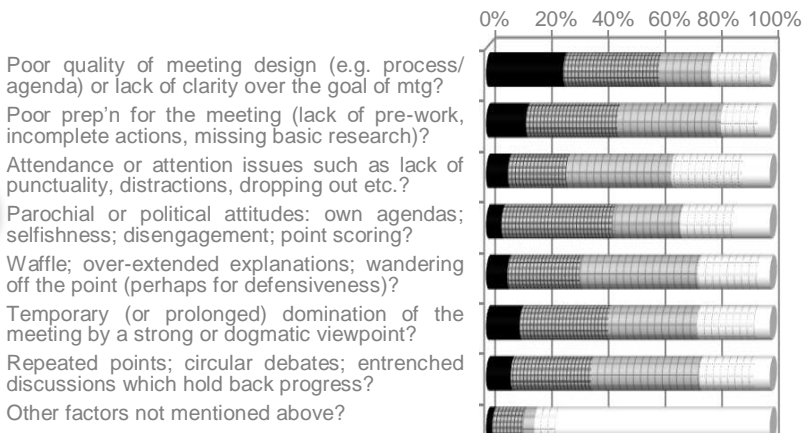 0% 20% 40% 60% 80% 100%
Poor quality of meeting design (e.g. process/
agenda) or lack of clarity over the goal of mtg?
Poor prep'n for the meeting (lack of pre-work,
incomplete actions, missing basic research)?
Attendance or attention issues such as lack of
punctuality, distractions, dropping out etc.?
Parochial or political attitudes: own agendas;
selfishness; disengagement; point scoring?
Waffle; over-extended explanations; wandering
off the point (perhaps for defensiveness)?
Temporary (or prolonged) domination of the
meeting by a strong or dogmatic viewpoint?
Repeated points; circular debates; entrenched
discussions which hold back progress?
Other factors not mentioned above?